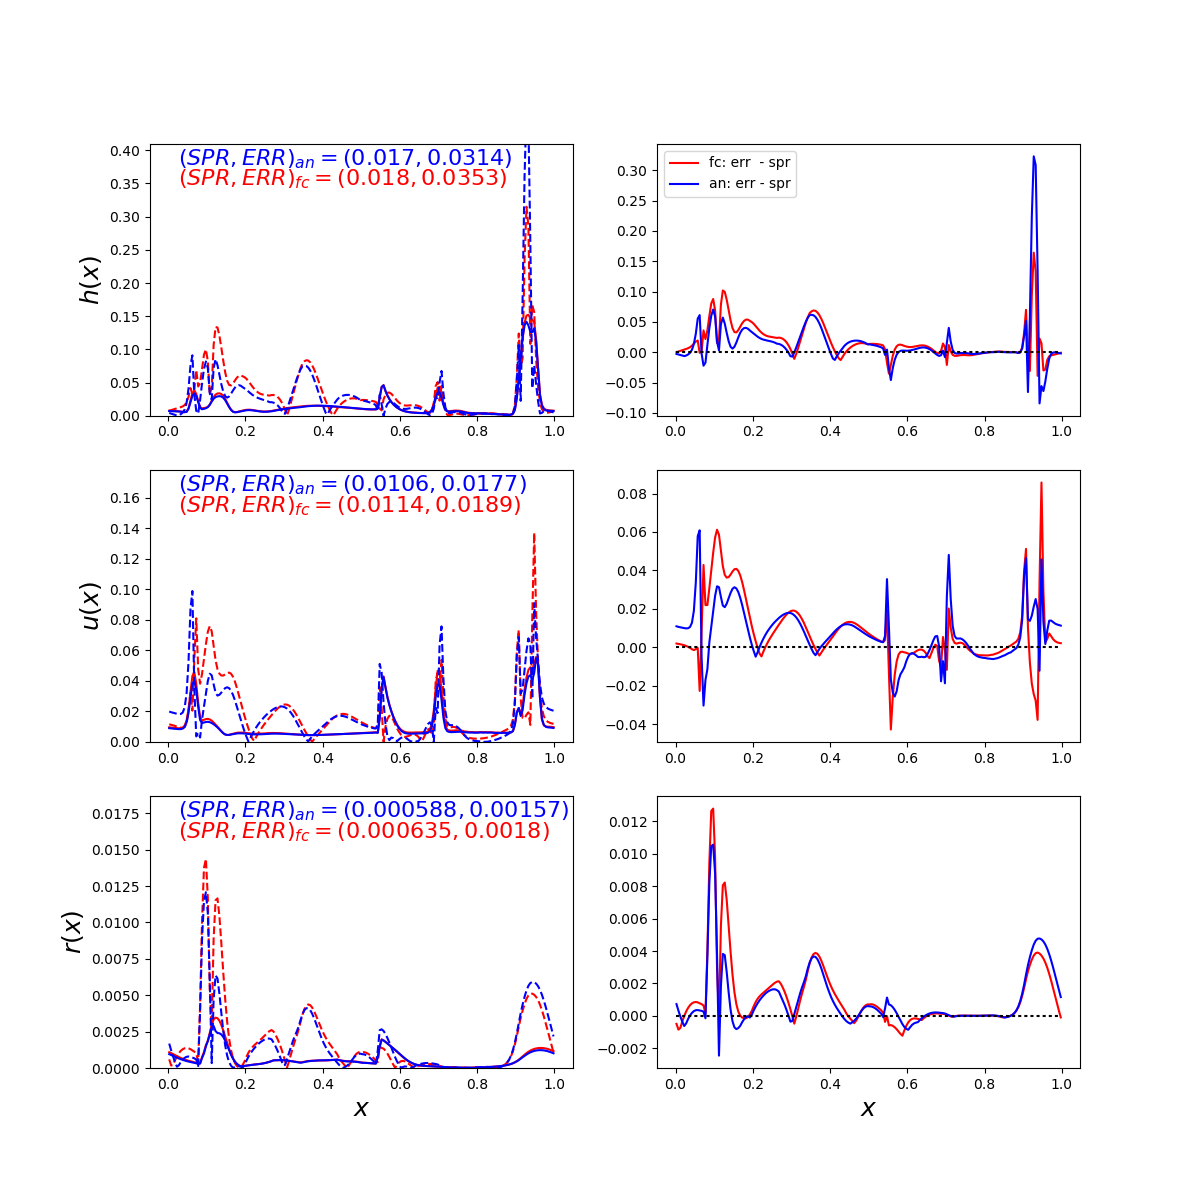 (SPR, ERR)an = (0.017, 0.0314)
(SPR, ERR)fc = (0.018, 0.0353)
h(x)
0.40
0.35
0.30
0.25
0.20
0.15
0.10
0.05
0.00
0.0 0.2 0.4 0.6 0.8 1.0
fc: err - spr
an: err - spr
0.30
0.25
0.20
0.15
0.10
0.05
0.00
−0.05
−0.10
0.0 0.2 0.4 0.6 0.8 1.0
(SPR, ERR)an = (0.0106, 0.0177)
(SPR, ERR)fc = (0.0114, 0.0189)
u(x)
0.16
0.14
0.12
0.10
0.08
0.06
0.04
0.02
0.00
0.0 0.2 0.4 0.6 0.8 1.0
0.08
0.06
0.04
0.02
0.00
−0.02
−0.04
0.0 0.2 0.4 0.6 0.8 1.0
(SPR, ERR)an = (0.000588, 0.00157)
(SPR, ERR)fc = (0.000635, 0.0018)
r(x)
0.0175
0.0150
0.0125
0.0100
0.0075
0.0050
0.0025
0.0000
0.0 0.2 0.4 0.6 0.8 1.0
x
0.012
0.010
0.008
0.006
0.004
0.002
0.000
−0.002
0.0 0.2 0.4 0.6 0.8 1.0
x